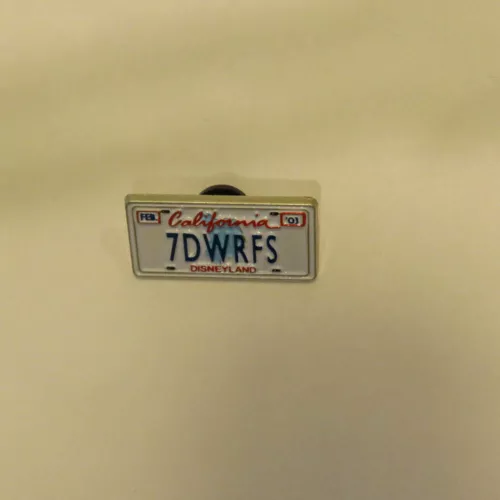 FEB. California '03
7DWRFS
DISNEYLAND